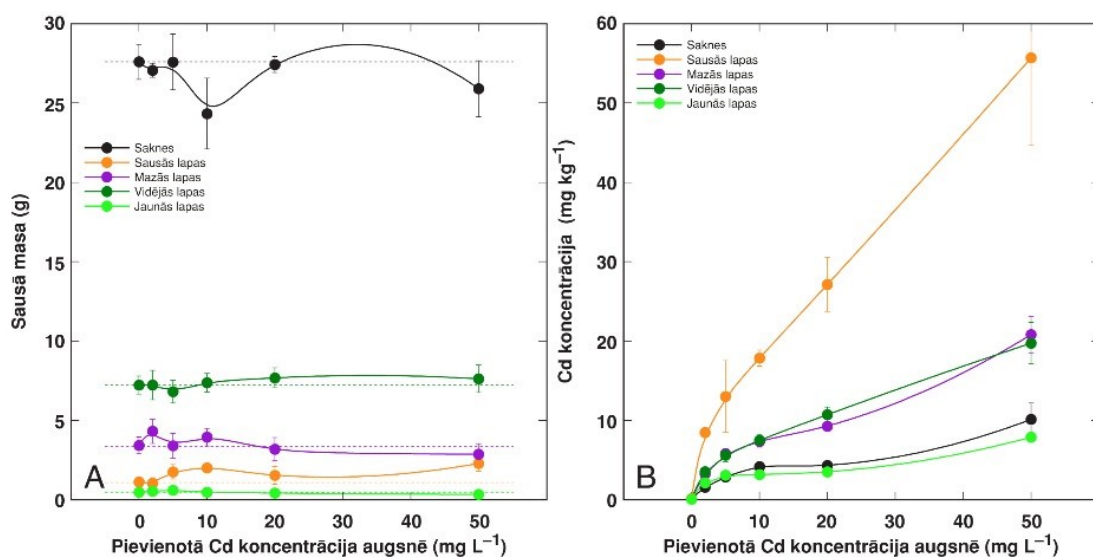 30
25
20
15
10
5
0
Sausā masa (g)
Saknes
Sausās lapas
Mazās lapas
Vidējās lapas
Jaunās lapas
A
0 10 20 30 40 50
Pievienotā Cd koncentrācija augsnē (mg L⁻¹)
60
50
40
30
20
10
0
Cd koncentrācija (mg kg⁻¹)
Saknes
Sausās lapas
Mazās lapas
Vidējās lapas
Jaunās lapas
B
0 10 20 30 40 50
Pievienotā Cd koncentrācija augsnē (mg L⁻¹)